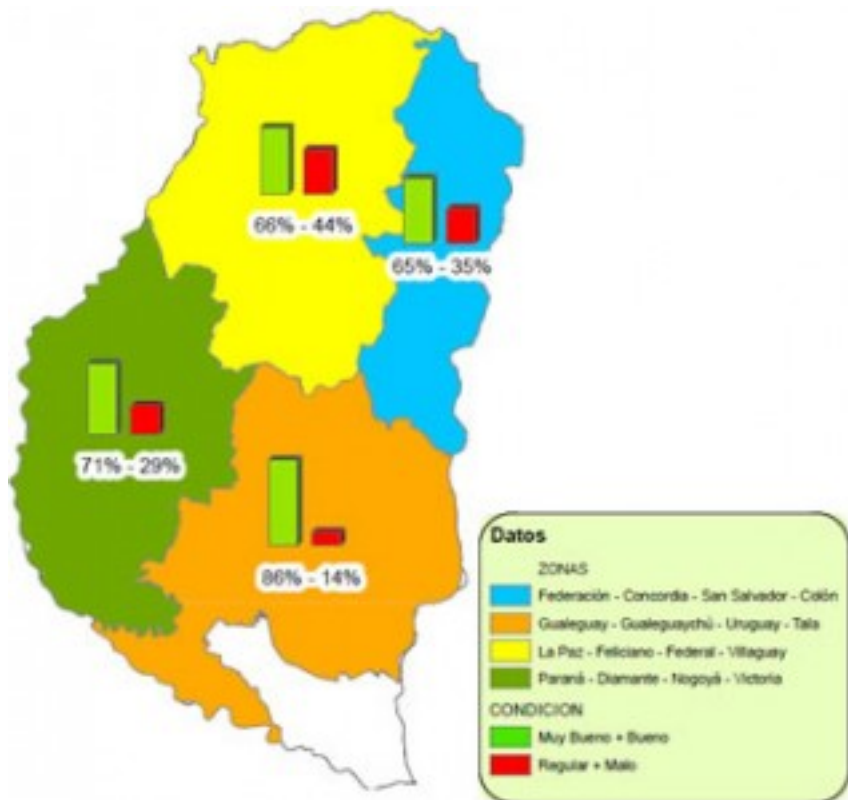 66% - 44%
65% - 35%
71% - 29%
86% - 14%
Datos
ZONAS
Federación - Concordia - San Salvador - Colón
Gualeguay - Gualeguaychú - Uruguay - Tala
La Paz - Feliciano - Federal - Villaguay
Paraná - Diamante - Nogoyá - Victoria
CONDICION
Muy Bueno + Bueno
Regular + Malo